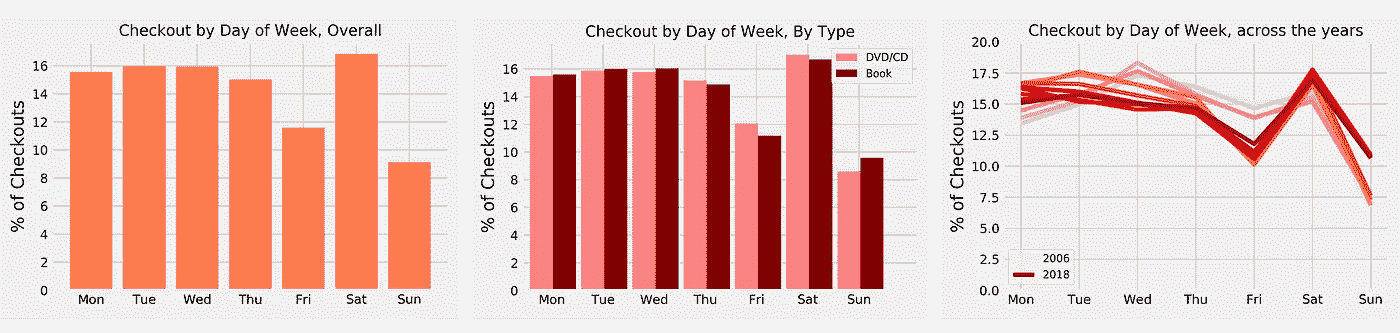 Checkout by Day of Week, Overall
% of Checkouts
16
14
12
10
8
6
4
2
0
Mon Tue Wed Thu Fri Sat Sun
Checkout by Day of Week, By Type
% of Checkouts
16
14
12
10
8
6
4
2
0
DVD/CD
Book
Mon Tue Wed Thu Fri Sat Sun
Checkout by Day of Week, across the years
% of Checkouts
20.0
17.5
15.0
12.5
10.0
7.5
5.0
2.5
0.0
2006
2018
Mon Tue Wed Thu Fri Sat Sun